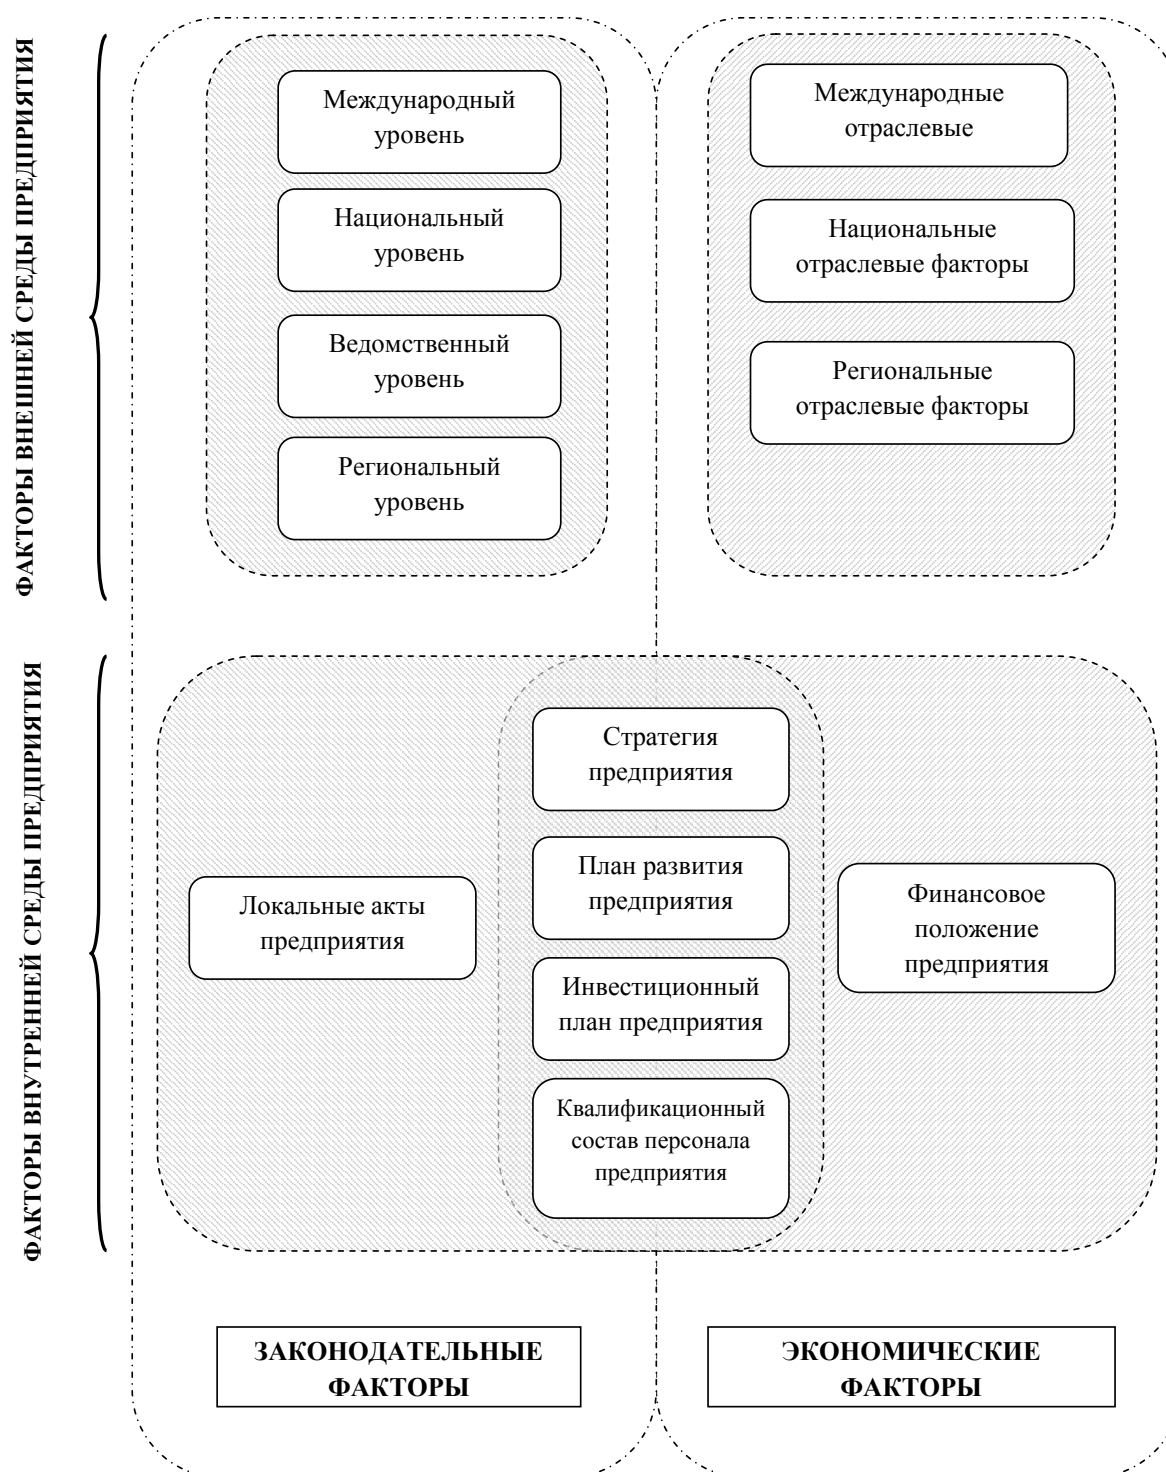 ФАКТОРЫ ВНЕШНЕЙ СРЕДЫ ПРЕДПРИЯТИЯ
Международный
уровень
Национальный
уровень
Ведомственный
уровень
Региональный
уровень
Международные
отраслевые
Национальные
отраслевые факторы
Региональные
отраслевые факторы
ФАКТОРЫ ВНУТРЕННЕЙ СРЕДЫ ПРЕДПРИЯТИЯ
Локальные акты
предприятия
Стратегия
предприятия
План развития
предприятия
Инвестиционный
план предприятия
Квалификационный
состав персонала
предприятия
Финансовое
положение
предприятия
ЗАКОНОДАТЕЛЬНЫЕ
ФАКТОРЫ
ЭКОНОМИЧЕСКИЕ
ФАКТОРЫ